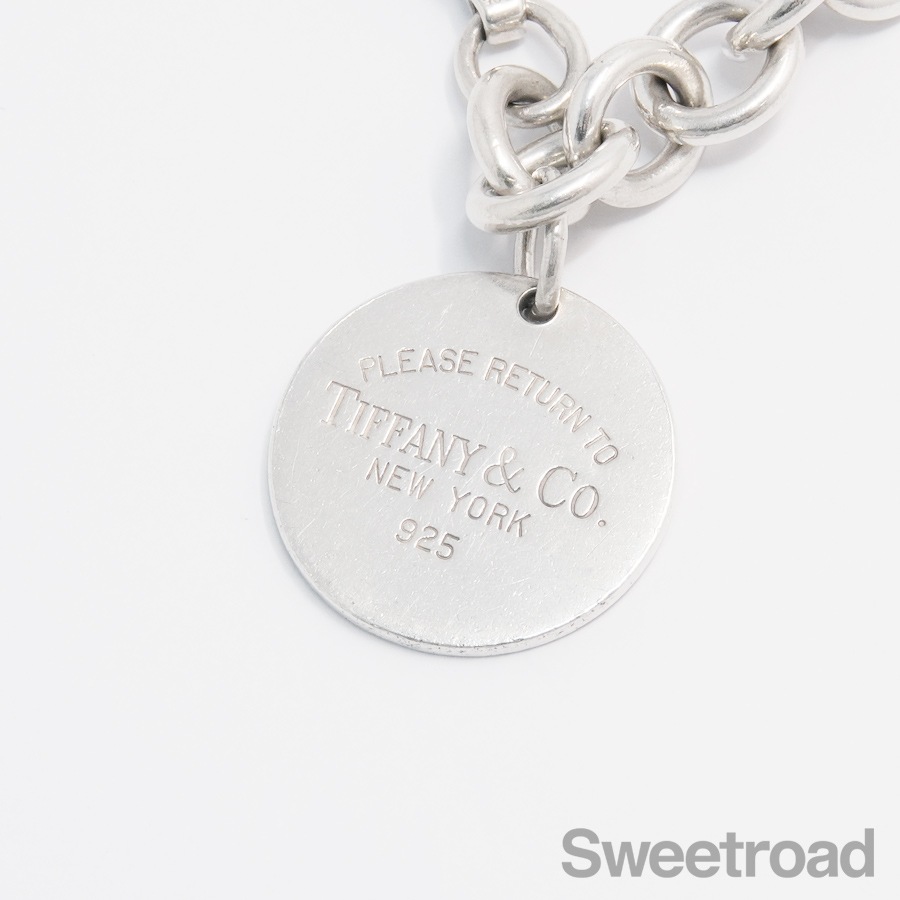 PLEASE RETURN TO
TIFFANY & CO.
NEW YORK
925
Sweetroad